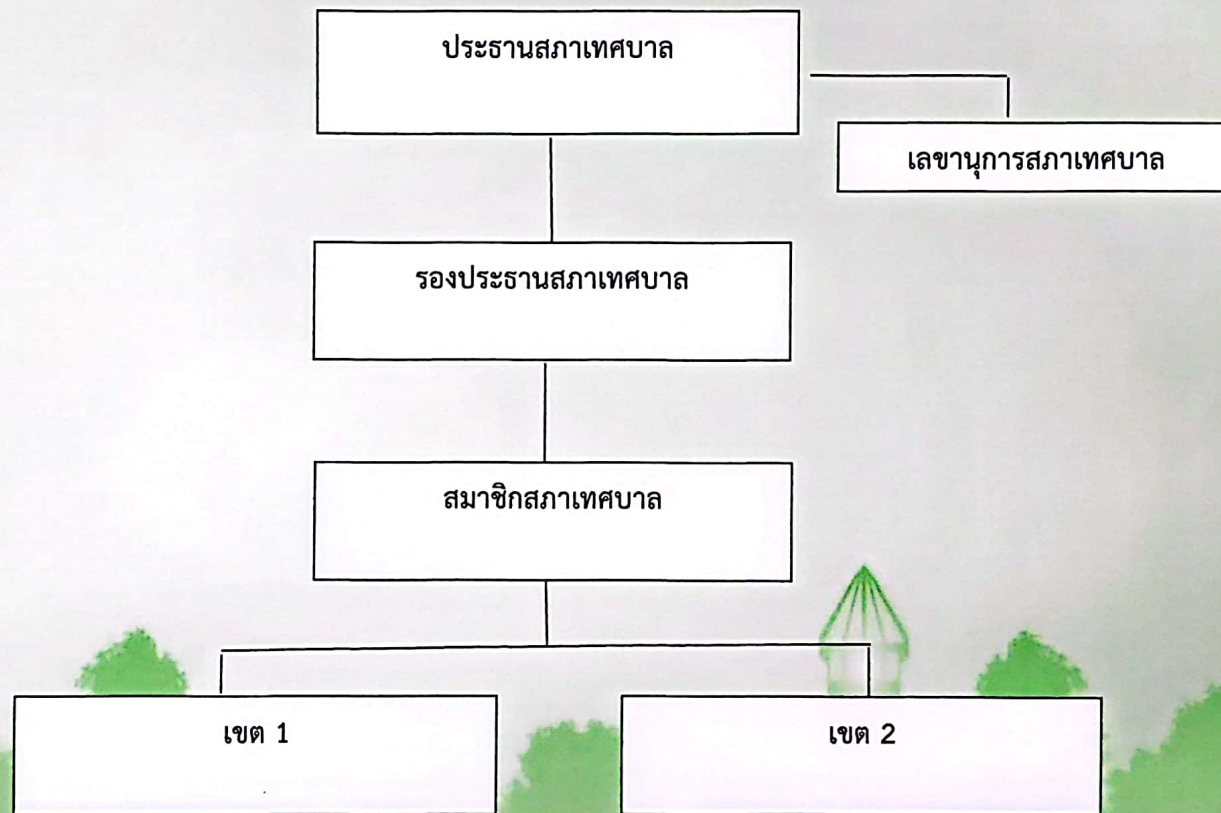 ประธานสภาเทศบาล
เลขานุการสภาเทศบาล
รองประธานสภาเทศบาล
สมาชิกสภาเทศบาล
เขต 1
เขต 2